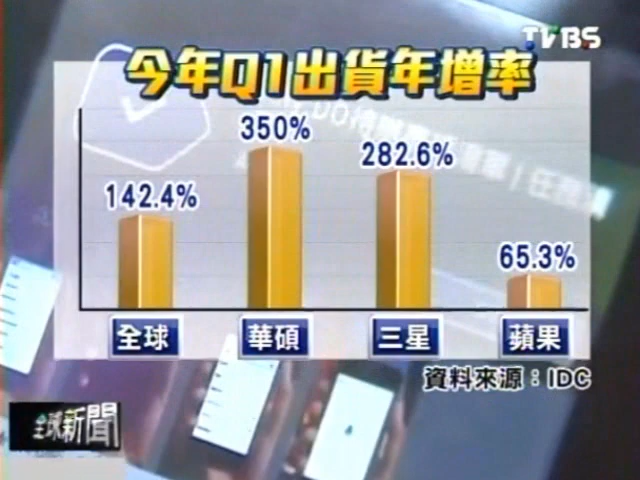 TVBS
今年Q1出貨年增率
142.4%
350%
282.6%
65.3%
全球
華碩
三星
蘋果
資料來源：IDC
全球新聞